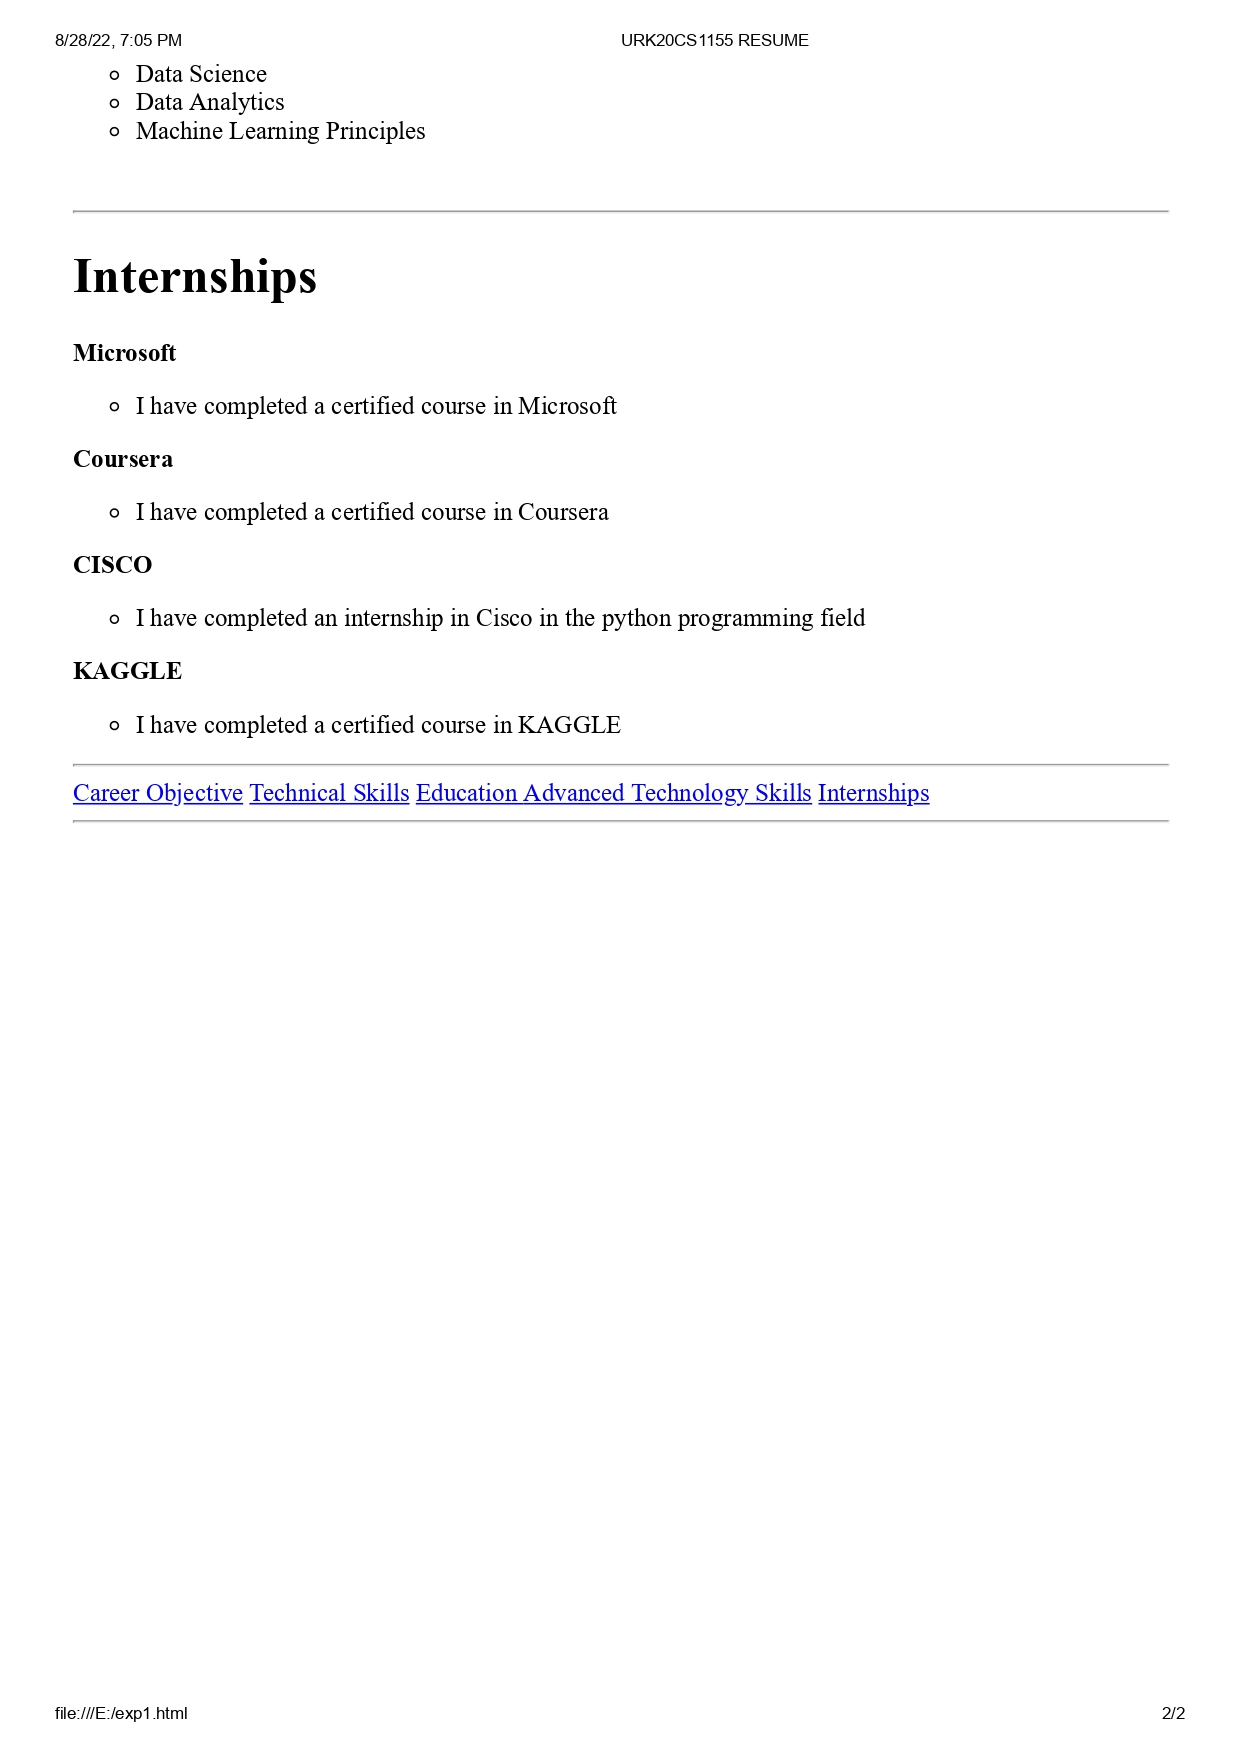 8/28/22, 7:05 PM URK20CS1155 RESUME
Data Science
Data Analytics
Machine Learning Principles
Internships
Microsoft
I have completed a certified course in Microsoft
Coursera
I have completed a certified course in Coursera
CISCO
I have completed an internship in Cisco in the python programming field
KAGGLE
I have completed a certified course in KAGGLE
Career Objective Technical Skills Education Advanced Technology Skills Internships
file:///E:/exp1.html 2/2